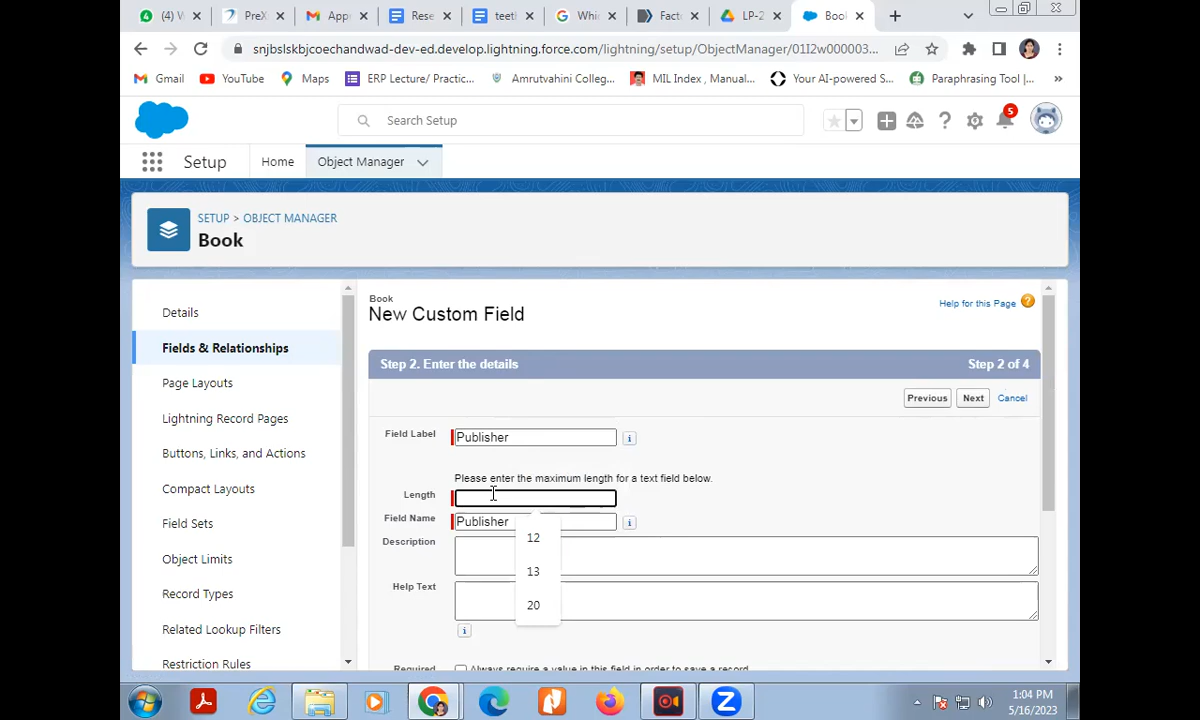 (4) W
PreX
App
Rese
teeti
Whi
Fact
LP-2
Boo
snjbslskbjcoechandwad-dev-ed.develop.lightning.force.com/lightning/setup/ObjectManager/01I2w000003...
Gmail
YouTube
Maps
ERP Lecture/ Practic...
Amrutvahini Colleg...
MIL Index , Manual...
Your AI-powered S...
Paraphrasing Tool |...
»
Search Setup
5
Setup
Home
Object Manager
SETUP > OBJECT MANAGER
Book
Details
Fields & Relationships
Page Layouts
Lightning Record Pages
Buttons, Links, and Actions
Compact Layouts
Field Sets
Object Limits
Record Types
Related Lookup Filters
Restriction Rules
Book
New Custom Field
Help for this Page
Step 2. Enter the details
Step 2 of 4
Previous
Next
Cancel
Field Label
Publisher
Please enter the maximum length for a text field below.
Length
Field Name
Publisher
12
13
20
Description
Help Text
Required
Always require a value in this field in order to save a record
1:04 PM
5/16/2023